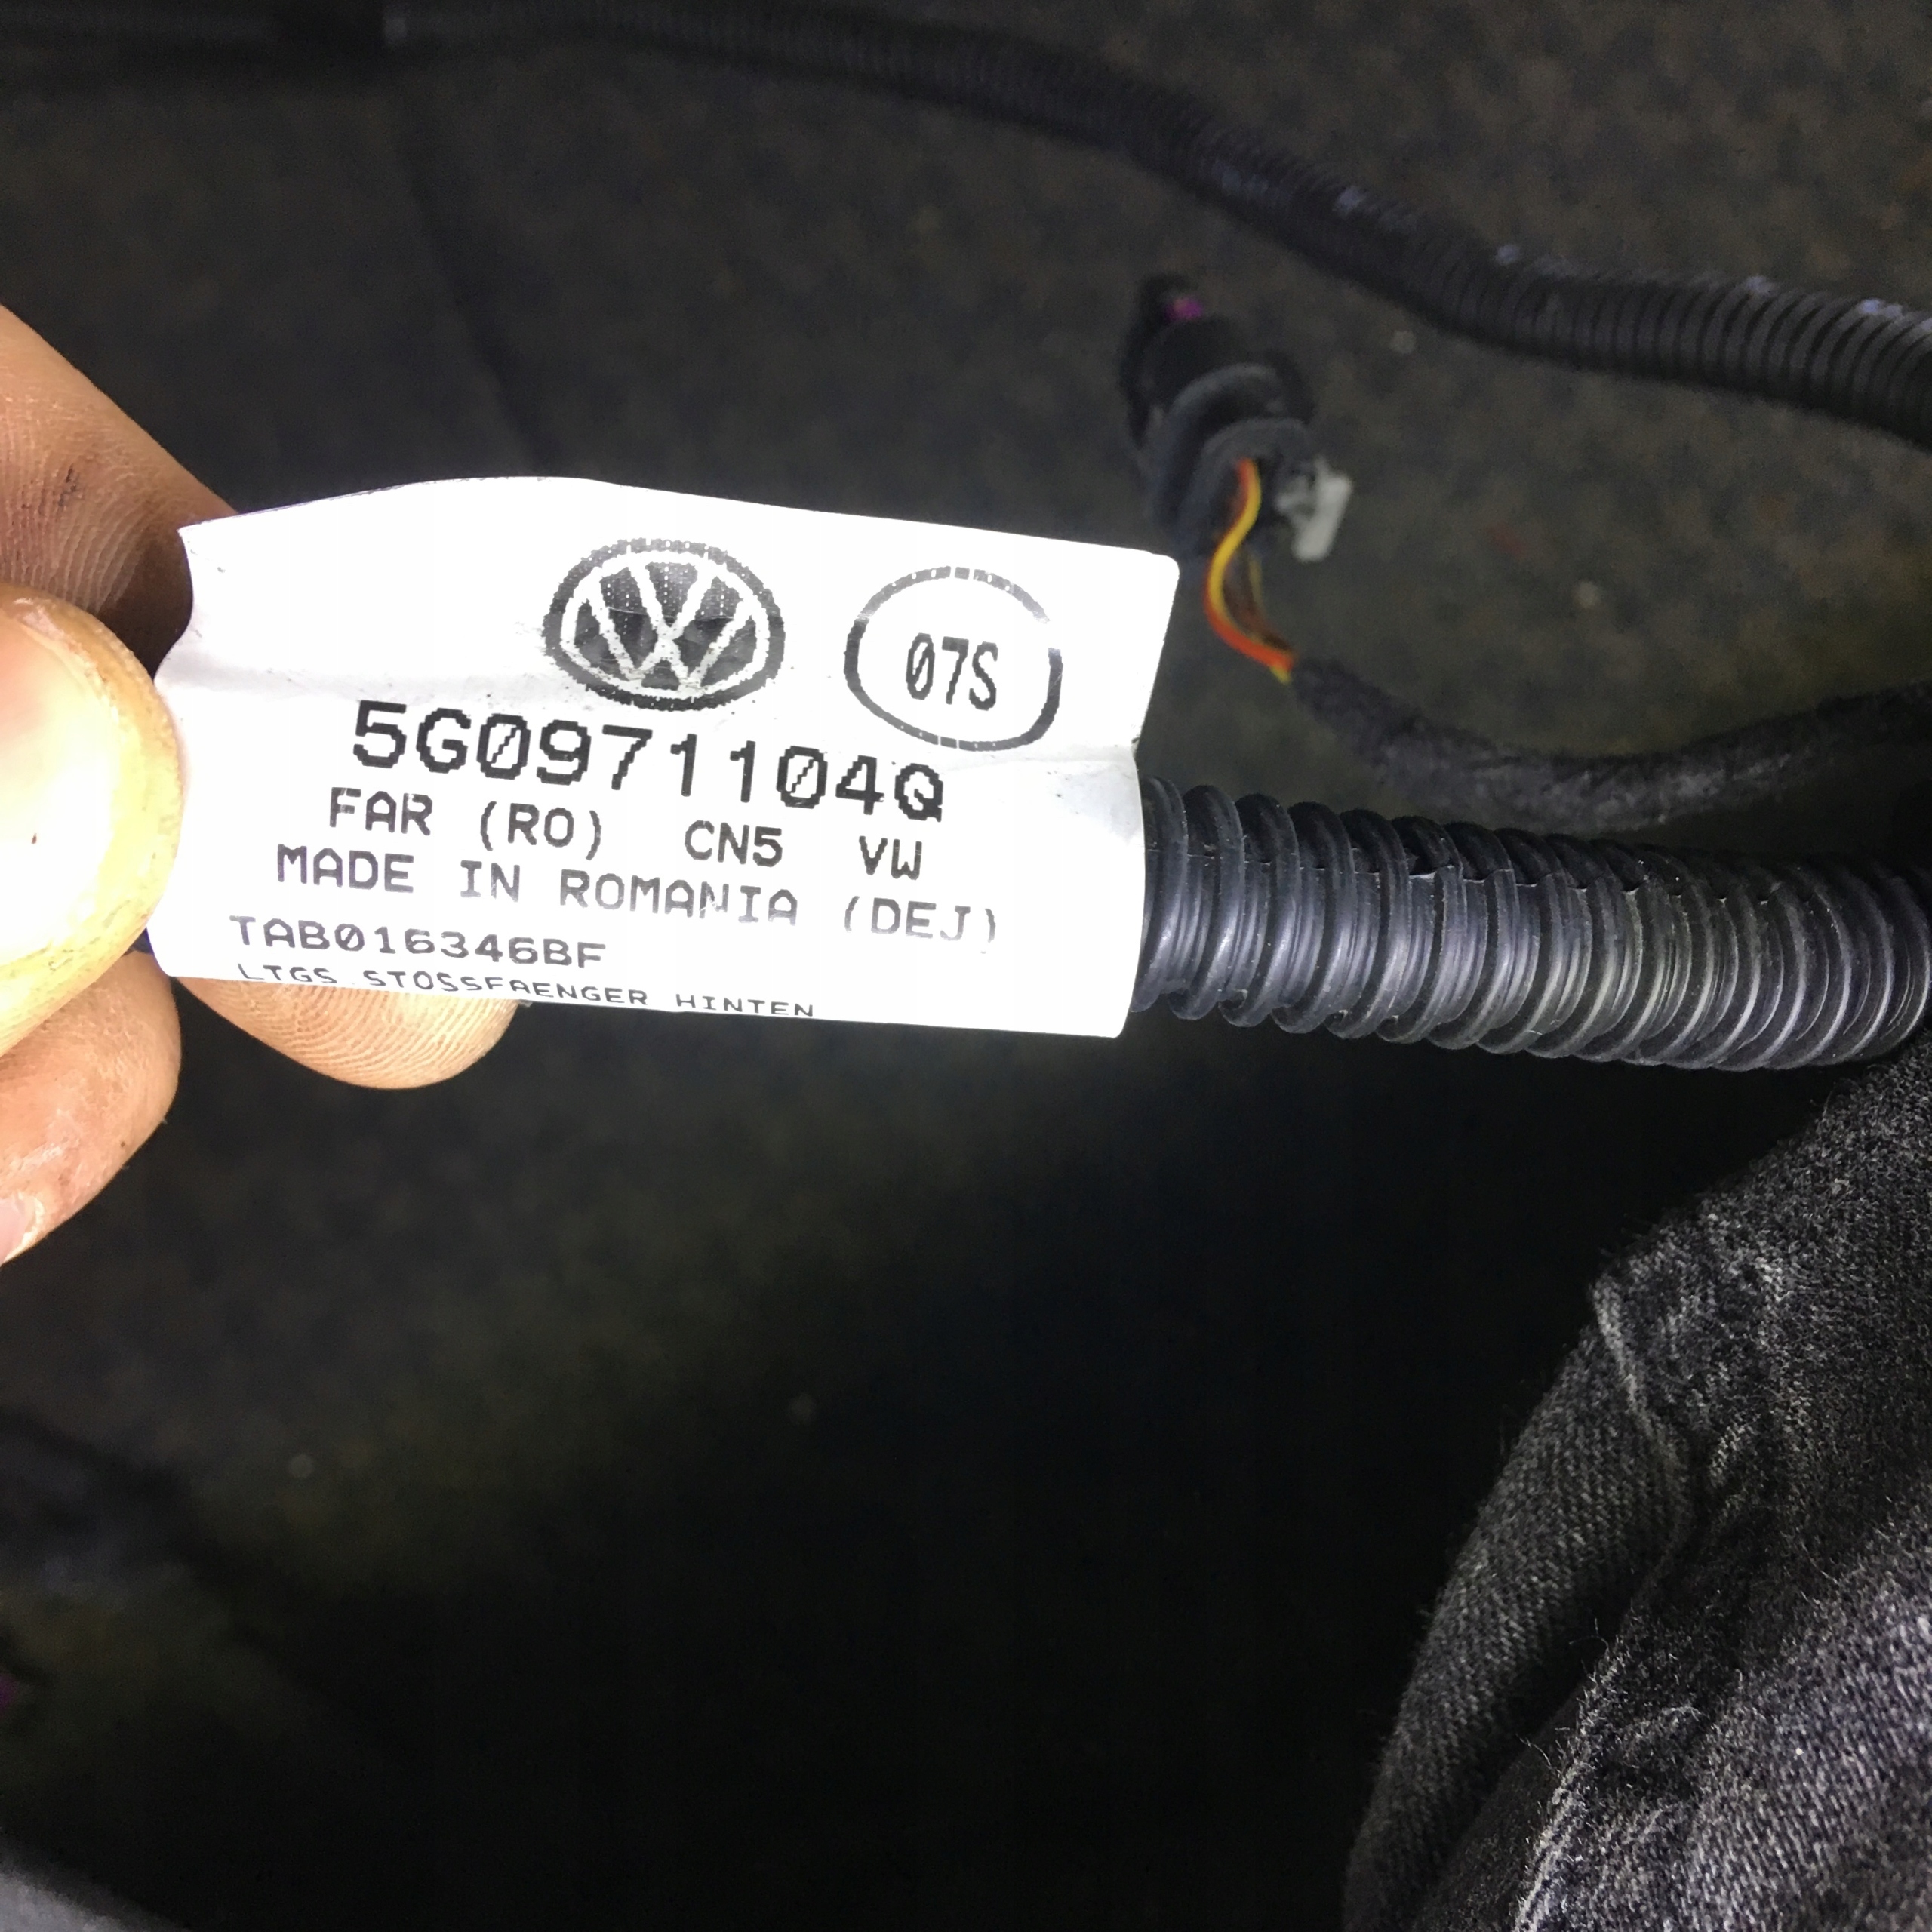 07S
5G0971104Q
FAR (RO) CN5 VW
MADE IN ROMANIA (DEJ)
TAB016346BF
LTGS.STOSSFAENGER HINTEN